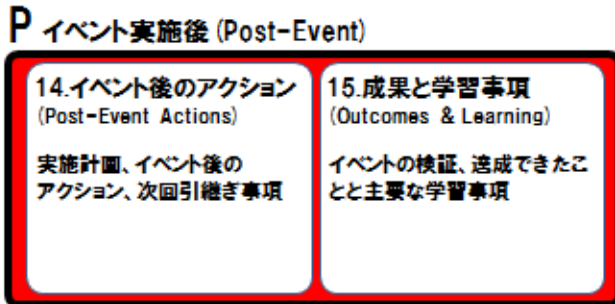 P イベント実施後 (Post-Event)
14.イベント後のアクション
(Post-Event Actions)
実施計画、イベント後の
アクション、次回引継ぎ事項
15.成果と学習事項
(Outcomes & Learning)
イベントの検証、達成できたこ
とと主要な学習事項